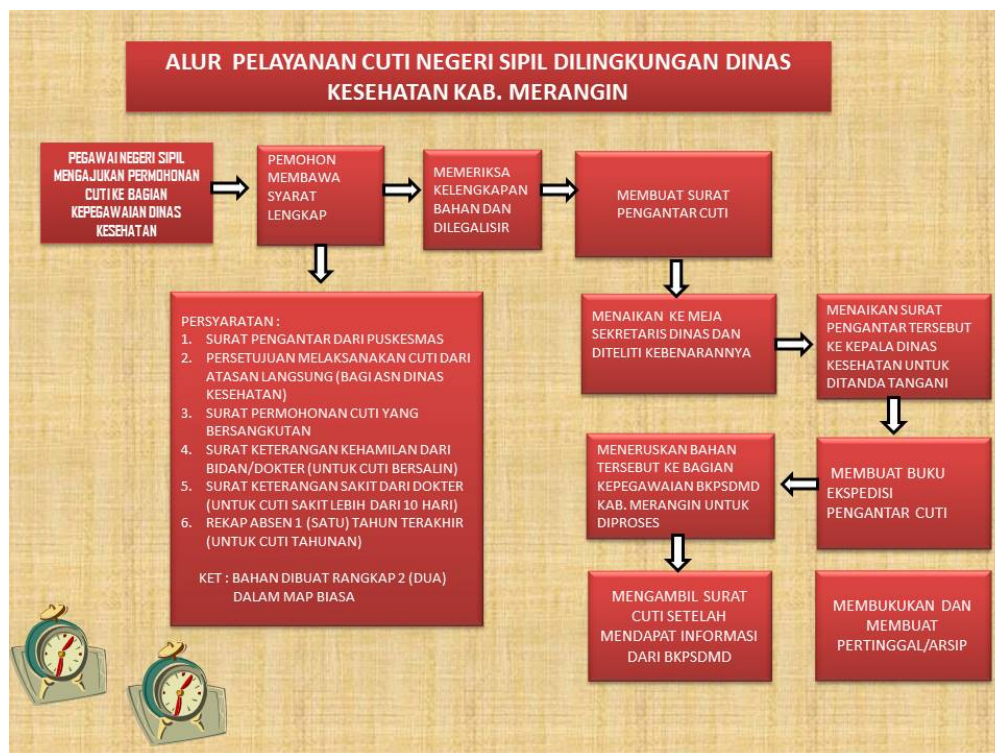 ALUR PELAYANAN CUTI NEGERI SIPIL DILINGKUNGAN DINAS
KESEHATAN KAB. MERANGIN
PEGAWAI NEGERI SIPIL
MENGAJUKAN PERMOHONAN
CUTI KE BAGIAN
KEPEGAWAIAN DINAS
KESEHATAN
PEMOHON
MEMBAWA
SYARAT
LENGKAP
MEMERIKSA
KELENGKAPAN
BAHAN DAN
DILEGALISIR
MEMBUAT SURAT
PENGANTAR CUTI
PERSYARATAN :
1. SURAT PENGANTAR DARI PUSKESMAS
2. PERSETUJUAN MELAKSANAKAN CUTI DARI
ATASAN LANGSUNG (BAGI ASN DINAS
KESEHATAN)
3. SURAT PERMOHONAN CUTI YANG
BERSANGKUTAN
4. SURAT KETERANGAN KEHAMILAN DARI
BIDAN/DOKTER (UNTUK CUTI BERSALIN)
5. SURAT KETERANGAN SAKIT DARI DOKTER
(UNTUK CUTI SAKIT LEBIH DARI 10 HARI)
6. REKAP ABSEN 1 (SATU) TAHUN TERAKHIR
(UNTUK CUTI TAHUNAN)
KET : BAHAN DIBUAT RANGKAP 2 (DUA)
DALAM MAP BIASA
MENAIKAN KE MEJA
SEKRETARIS DINAS DAN
DITELITI KEBENARANNYA
MENAIKAN SURAT
PENGANTAR TERSEBUT
KE KEPALA DINAS
KESEHATAN UNTUK
DITANDA TANGANI
MEMBUAT BUKU
EKSPEDISI
PENGANTAR CUTI
MENERUSKAN BAHAN
TERSEBUT KE BAGIAN
KEPEGAWAIAN BKPSDMD
KAB. MERANGIN UNTUK
DIPROSES
MENGAMBIL SURAT
CUTI SETELAH
MENDAPAT INFORMASI
DARI BKPSDMD
MEMBUKUKAN DAN
MEMBUAT
PERTINGGAL/ARSIP